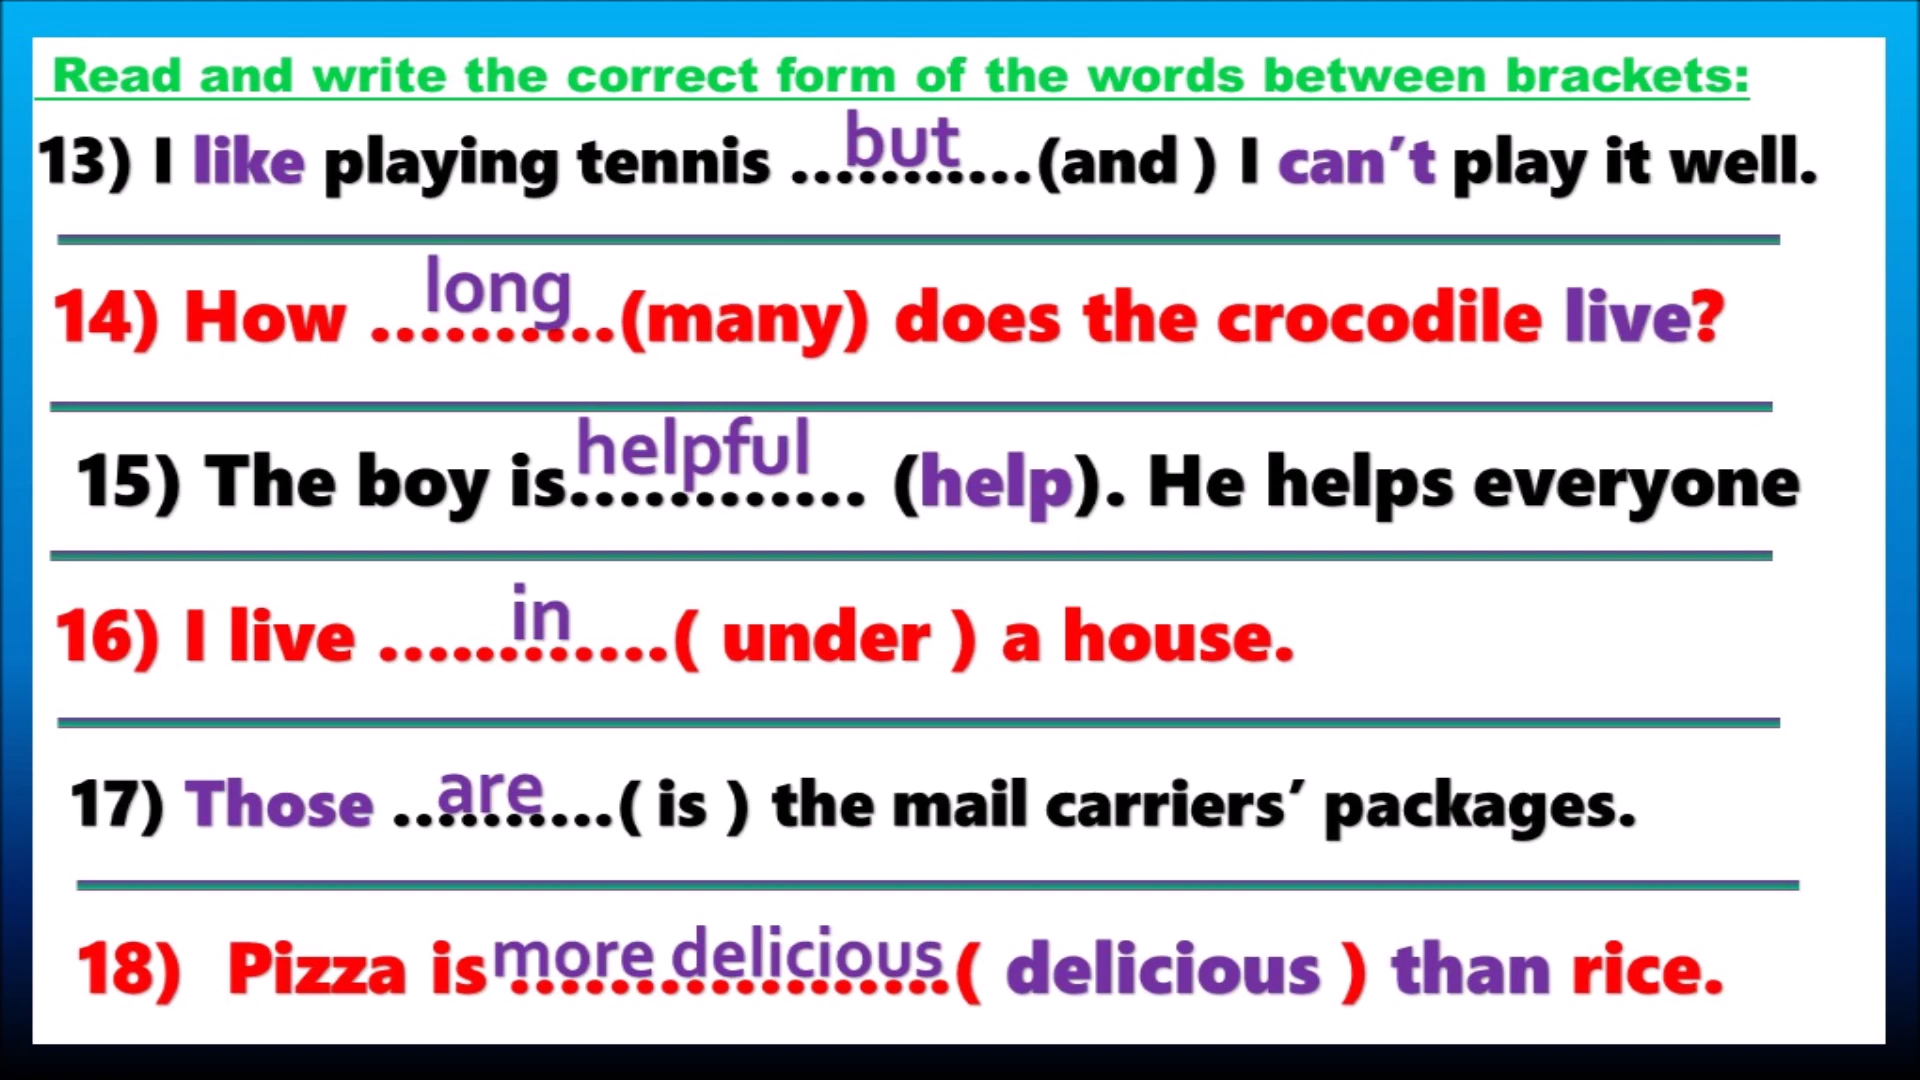 Read and write the correct form of the words between brackets:
13) I like playing tennis ...but...(and ) I can't play it well.
14) How ...long...(many) does the crocodile live?
15) The boy is...helpful... (help). He helps everyone
16) I live ...in...( under ) a house.
17) Those ...are...( is ) the mail carriers' packages.
18) Pizza is...more delicious...( delicious ) than rice.